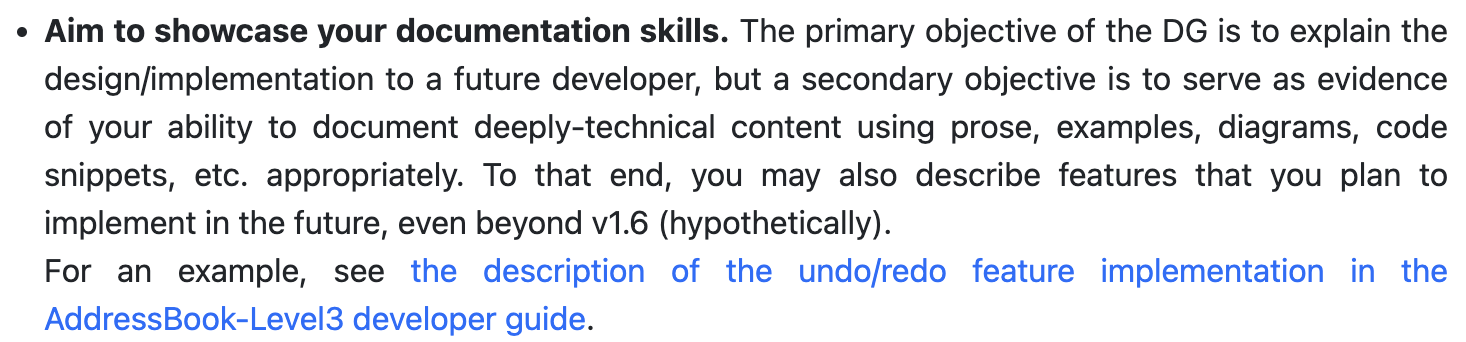 • Aim to showcase your documentation skills. The primary objective of the DG is to explain the
design/implementation to a future developer, but a secondary objective is to serve as evidence
of your ability to document deeply-technical content using prose, examples, diagrams, code
snippets, etc. appropriately. To that end, you may also describe features that you plan to
implement in the future, even beyond v1.6 (hypothetically).
For an example, see the description of the undo/redo feature implementation in the
AddressBook-Level3 developer guide.